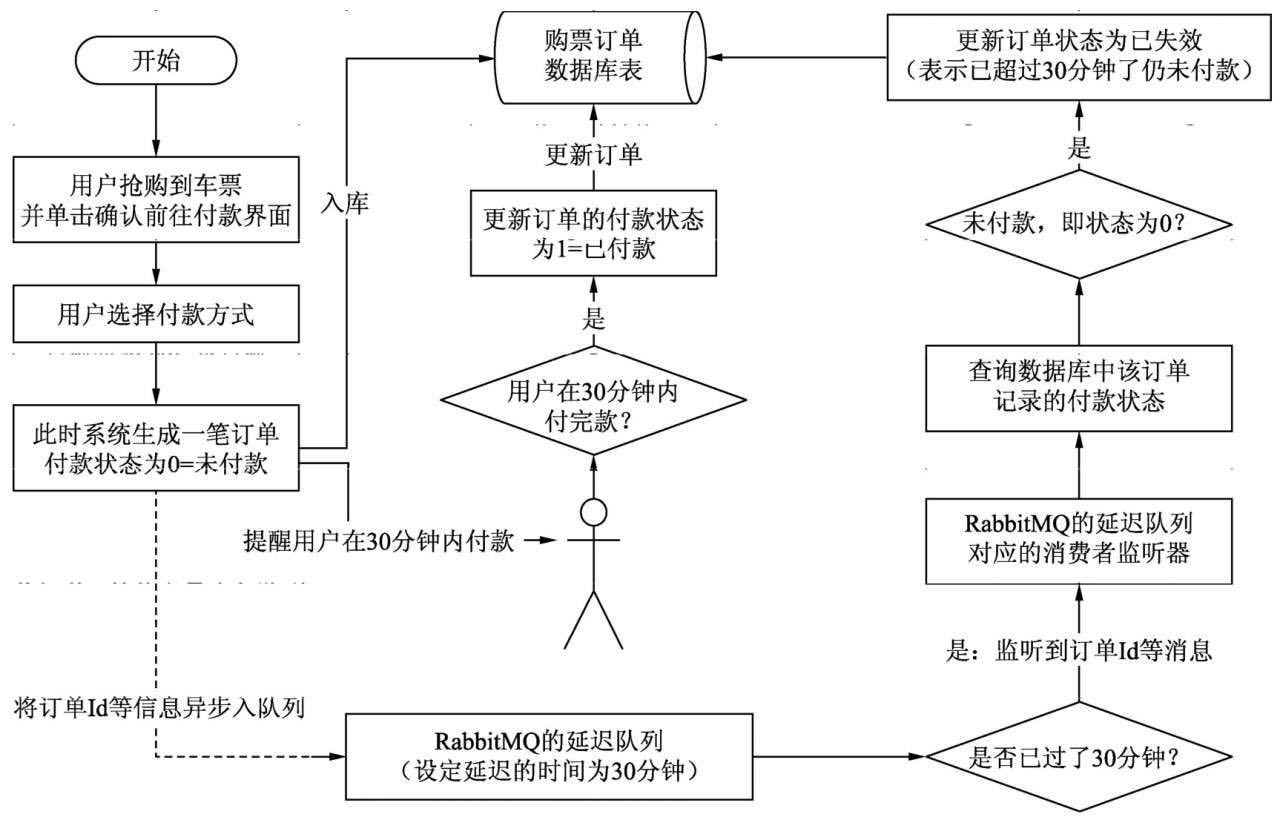 开始
用户抢购到车票
并单击确认前往付款界面
用户选择付款方式
此时系统生成一笔订单
付款状态为0=未付款
入库
提醒用户在30分钟内付款
将订单Id等信息异步入队列
购票订单
数据库表
更新订单
更新订单的付款状态
为1=已付款
是
用户在30分钟内
付完款？
RabbitMQ的延迟队列
（设定延迟的时间为30分钟）
更新订单状态为已失效
（表示已超过30分钟了仍未付款）
是
未付款，即状态为0？
查询数据库中该订单
记录的付款状态
RabbitMQ的延迟队列
对应的消费者监听器
是：监听到订单Id等消息
是否已过了30分钟？